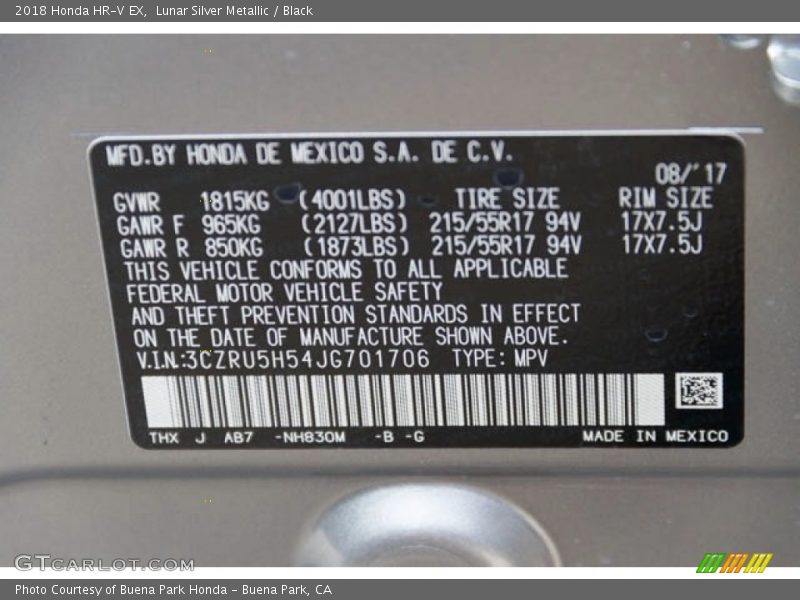 2018 Honda HR-V EX,  Lunar Silver Metallic / Black
MFD.BY HONDA DE MEXICO S.A. DE C.V.
08/'17
GVWR 1815KG (4001LBS) TIRE SIZE RIM SIZE
GAWR F 965KG (2127LBS) 215/55R17 94V 17X7.5J
GAWR R 850KG (1873LBS) 215/55R17 94V 17X7.5J
THIS VEHICLE CONFORMS TO ALL APPLICABLE
FEDERAL MOTOR VEHICLE SAFETY
AND THEFT PREVENTION STANDARDS IN EFFECT
ON THE DATE OF MANUFACTURE SHOWN ABOVE.
V.I.N.:3CZRU5H54JG701706 TYPE: MPV
THX J AB7 -NH830M -B -G MADE IN MEXICO
GTCARLOT.COM
Photo Courtesy of Buena Park Honda - Buena Park, CA